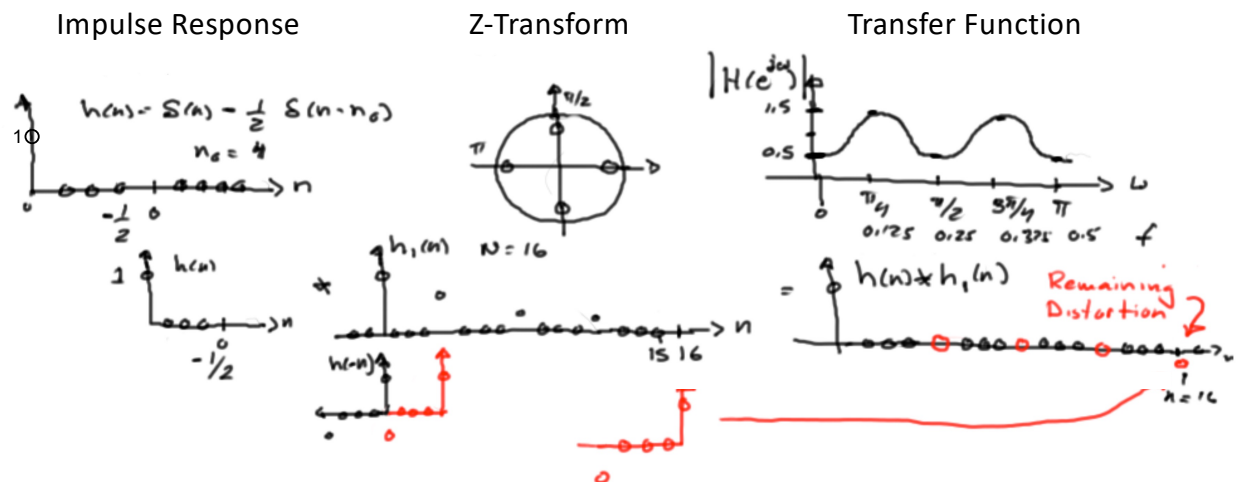 Impulse Response
Z-Transform
Transfer Function
h(n) = δ(n) - 1/2 δ(n-n₀)
n₀ = 4
1
0
-1/2
0
n
π/2
π
0
|H(e^jω)|
1.5
0.5
0
π/4
π/2
3π/4
π
ω
0.125
0.25
0.375
0.5
f
1
h(n)
n
-1/2
*
h₁(n)
N = 16
n
15
16
h(-n)
=
h(n)*h₁(n)
Remaining
Distortion
n
n=16